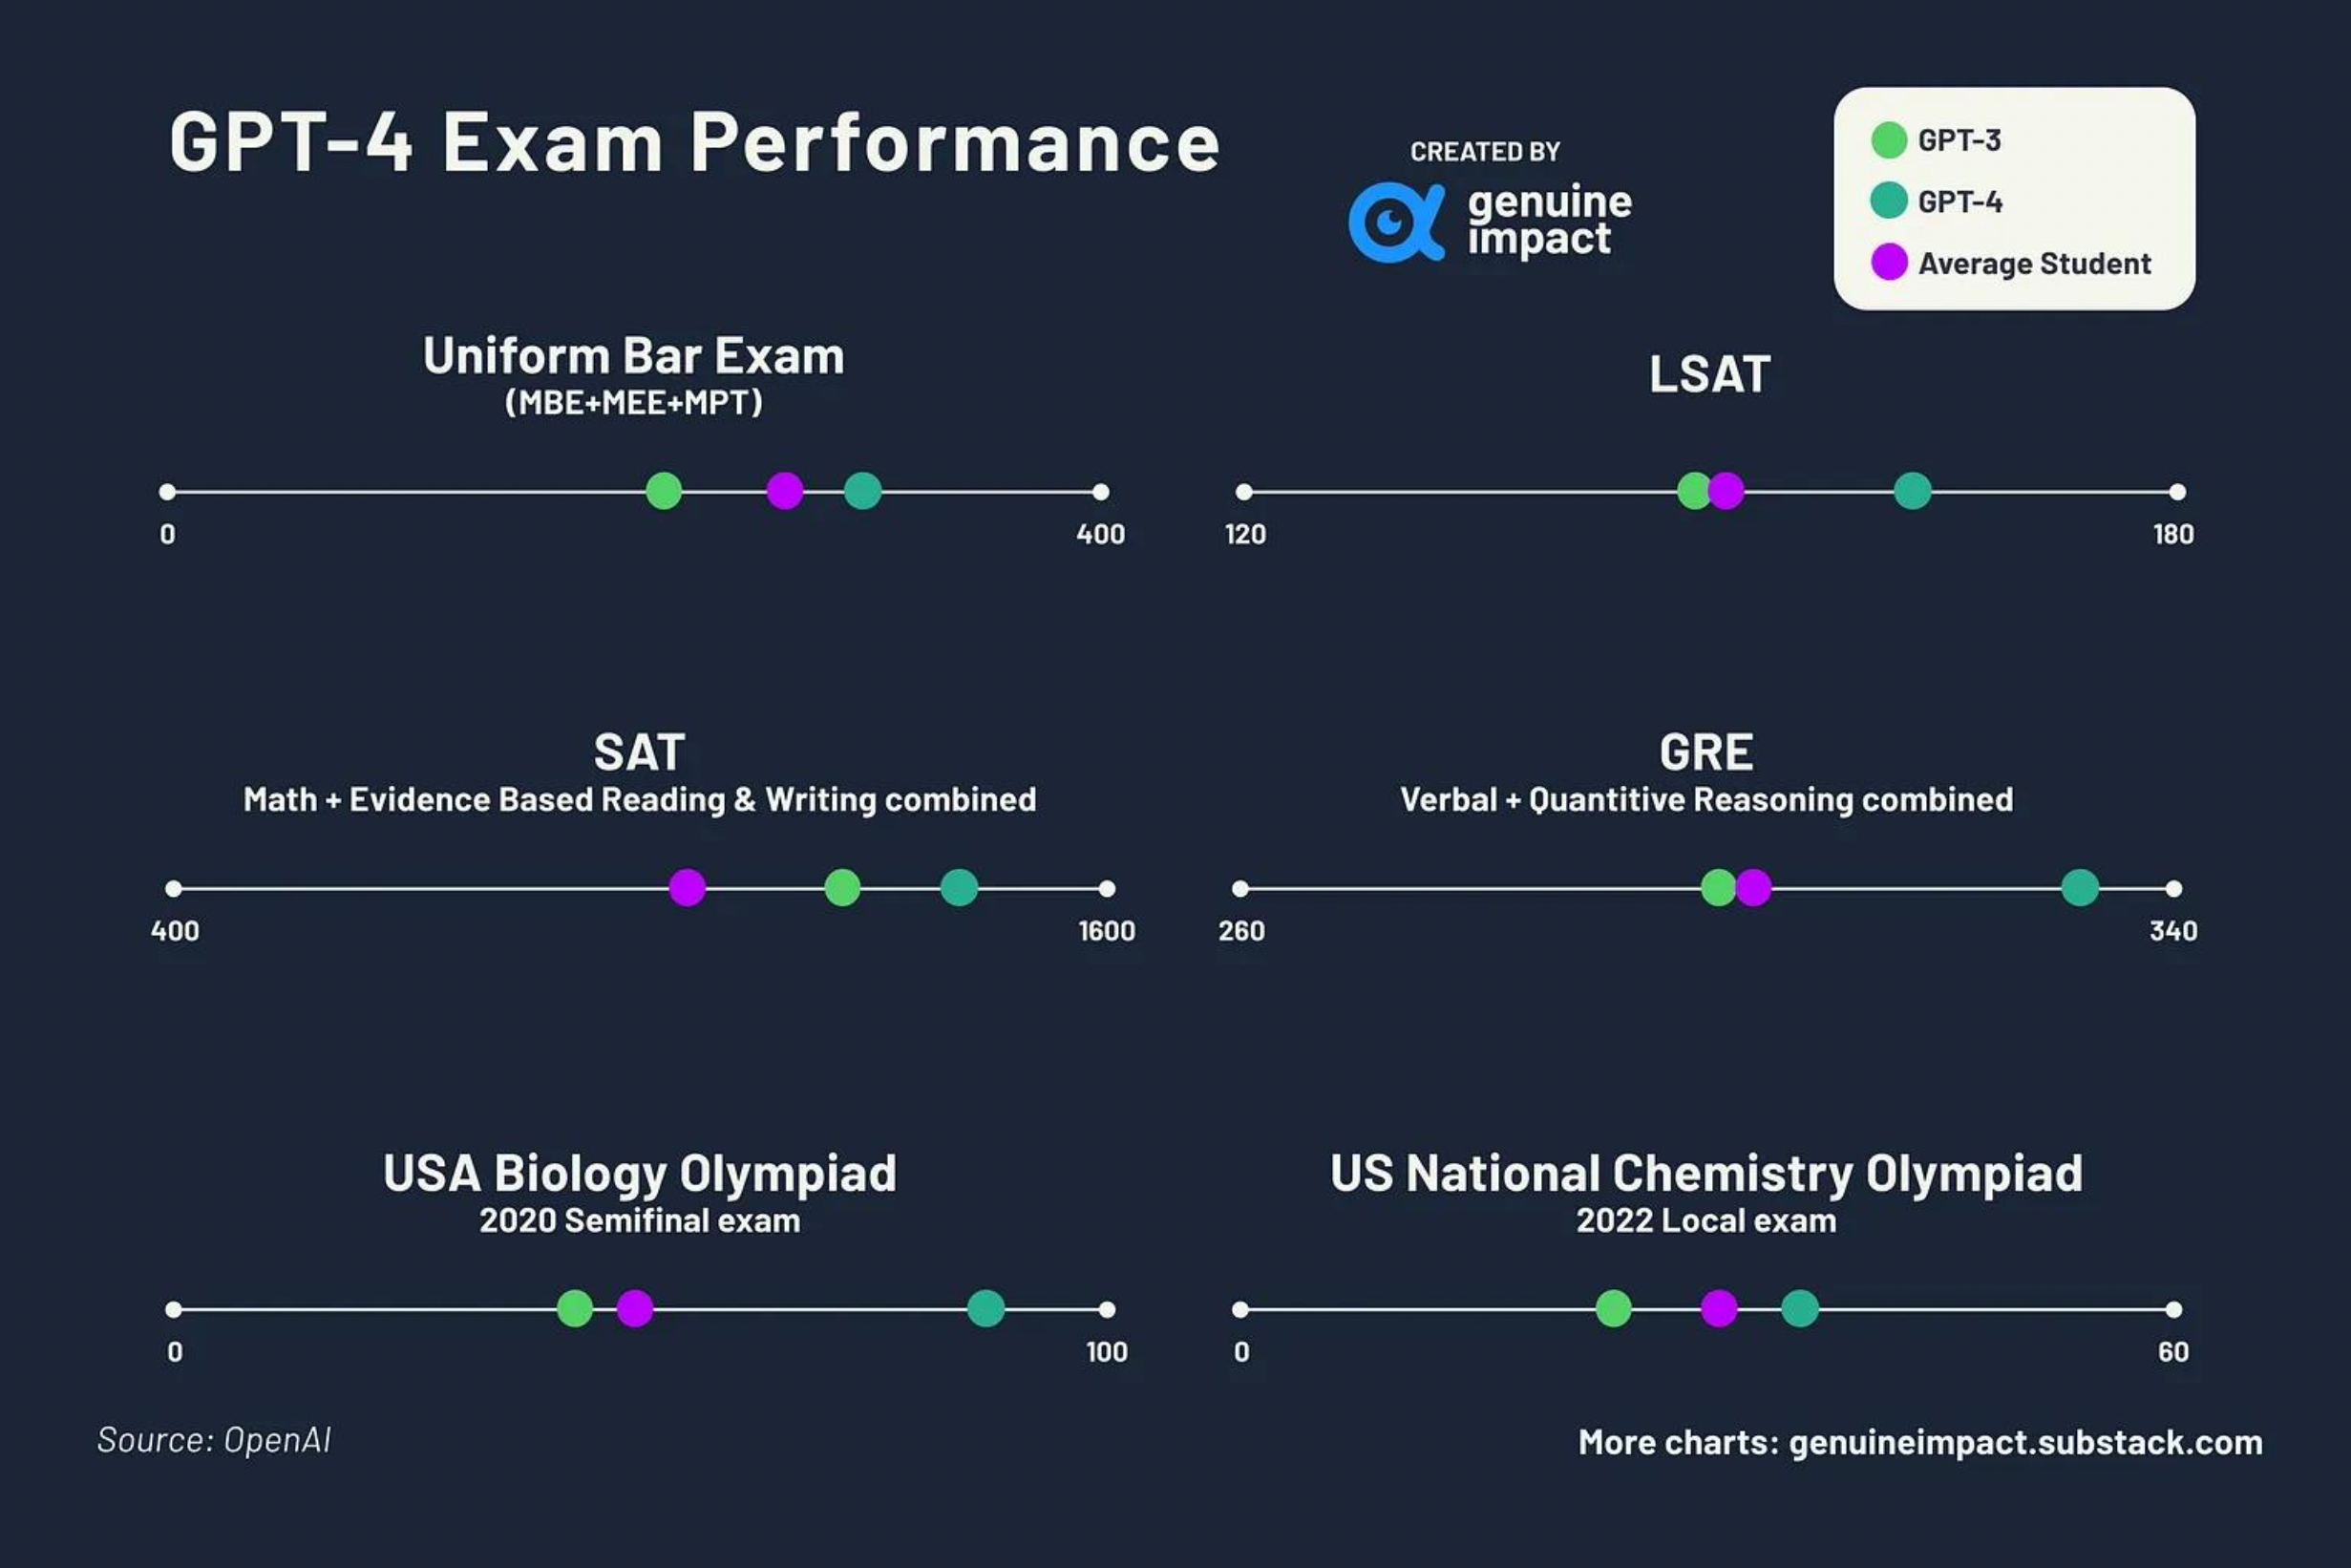 GPT-4 Exam Performance
CREATED BY
genuine
impact
GPT-3
GPT-4
Average Student
Uniform Bar Exam
(MBE+MEE+MPT)
0
400
LSAT
120
180
SAT
Math + Evidence Based Reading & Writing combined
400
1600
GRE
Verbal + Quantitive Reasoning combined
260
340
USA Biology Olympiad
2020 Semifinal exam
0
100
US National Chemistry Olympiad
2022 Local exam
0
60
Source: OpenAI
More charts: genuineimpact.substack.com